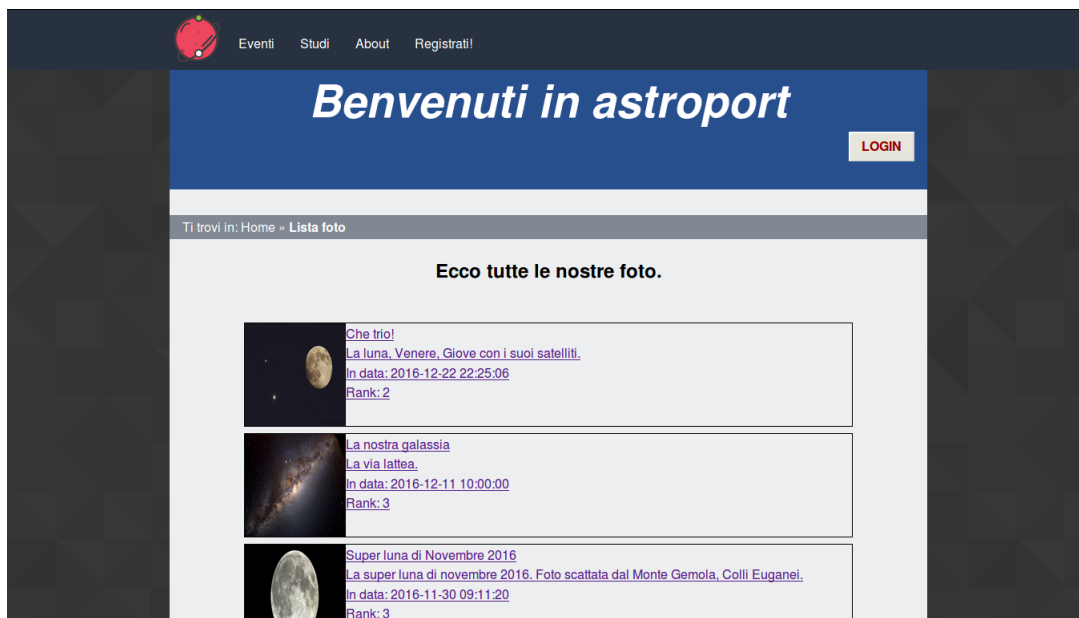 Eventi Studi About Registrati!
Benvenuti in astroport
LOGIN
Ti trovi in: Home » Lista foto
Ecco tutte le nostre foto.
Che trio!
La luna, Venere, Giove con i suoi satelliti.
In data: 2016-12-22 22:25:06
Rank: 2
La nostra galassia
La via lattea.
In data: 2016-12-11 10:00:00
Rank: 3
Super luna di Novembre 2016
La super luna di novembre 2016. Foto scattata dal Monte Gemola, Colli Euganei.
In data: 2016-11-30 09:11:20
Rank: 3